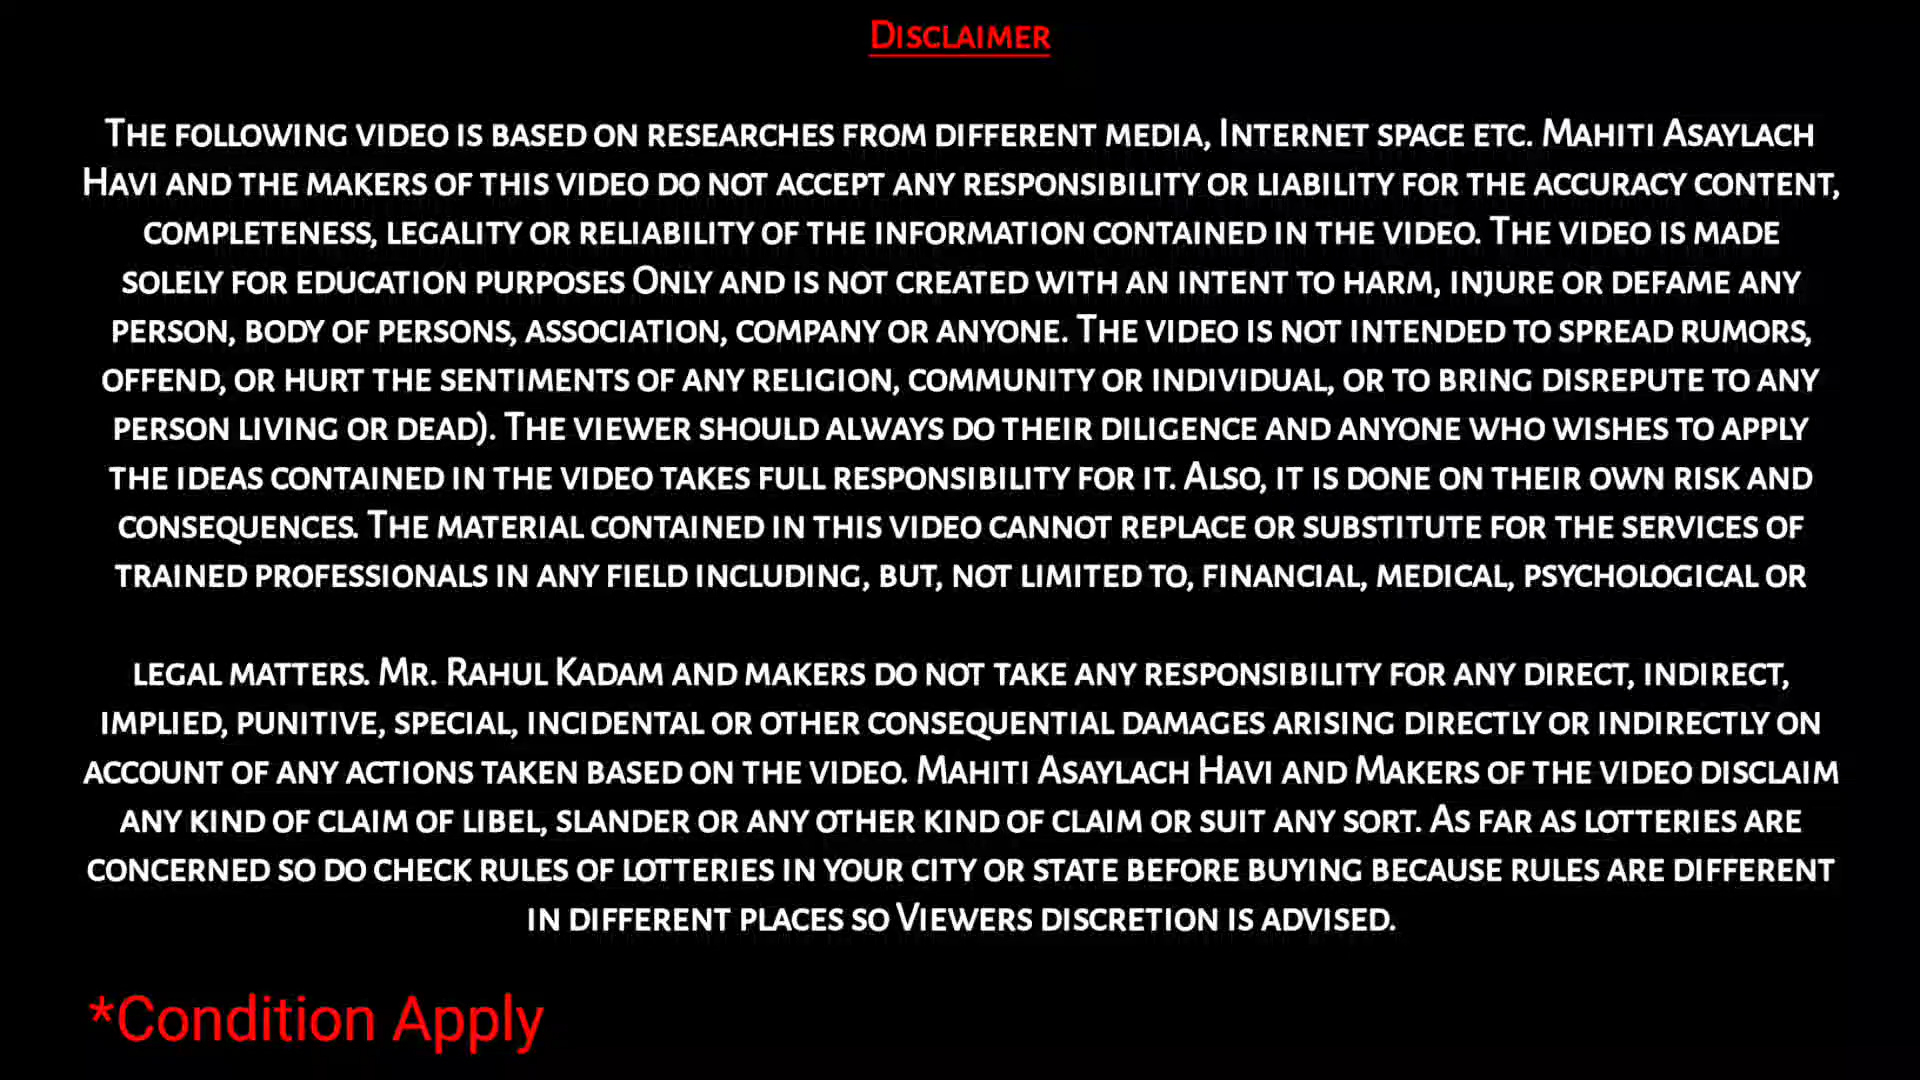 Disclaimer
The following video is based on researches from different media, Internet space etc. Mahiti Asaylach
Havi and the makers of this video do not accept any responsibility or liability for the accuracy content,
completeness, legality or reliability of the information contained in the video. The video is made
solely for education purposes Only and is not created with an intent to harm, injure or defame any
person, body of persons, association, company or anyone. The video is not intended to spread rumors,
offend, or hurt the sentiments of any religion, community or individual, or to bring disrepute to any
person living or dead). The viewer should always do their diligence and anyone who wishes to apply
the ideas contained in the video takes full responsibility for it. Also, it is done on their own risk and
consequences. The material contained in this video cannot replace or substitute for the services of
trained professionals in any field including, but, not limited to, financial, medical, psychological or
legal matters. Mr. Rahul Kadam and makers do not take any responsibility for any direct, indirect,
implied, punitive, special, incidental or other consequential damages arising directly or indirectly on
account of any actions taken based on the video. Mahiti Asaylach Havi and Makers of the video disclaim
any kind of claim of libel, slander or any other kind of claim or suit any sort. As far as lotteries are
concerned so do check rules of lotteries in your city or state before buying because rules are different
in different places so Viewers discretion is advised.
*Condition Apply